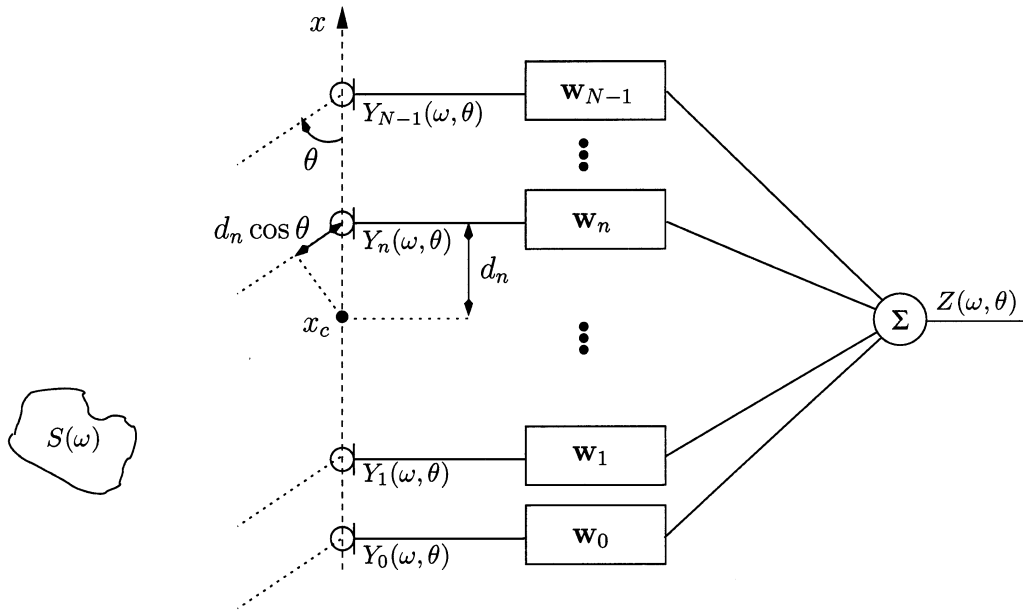 x
Y_{N-1}(ω, θ)
w_{N-1}
θ
d_n cos θ
Y_n(ω, θ)
w_n
d_n
x_c
Σ
Z(ω, θ)
S(ω)
Y_1(ω, θ)
w_1
Y_0(ω, θ)
w_0